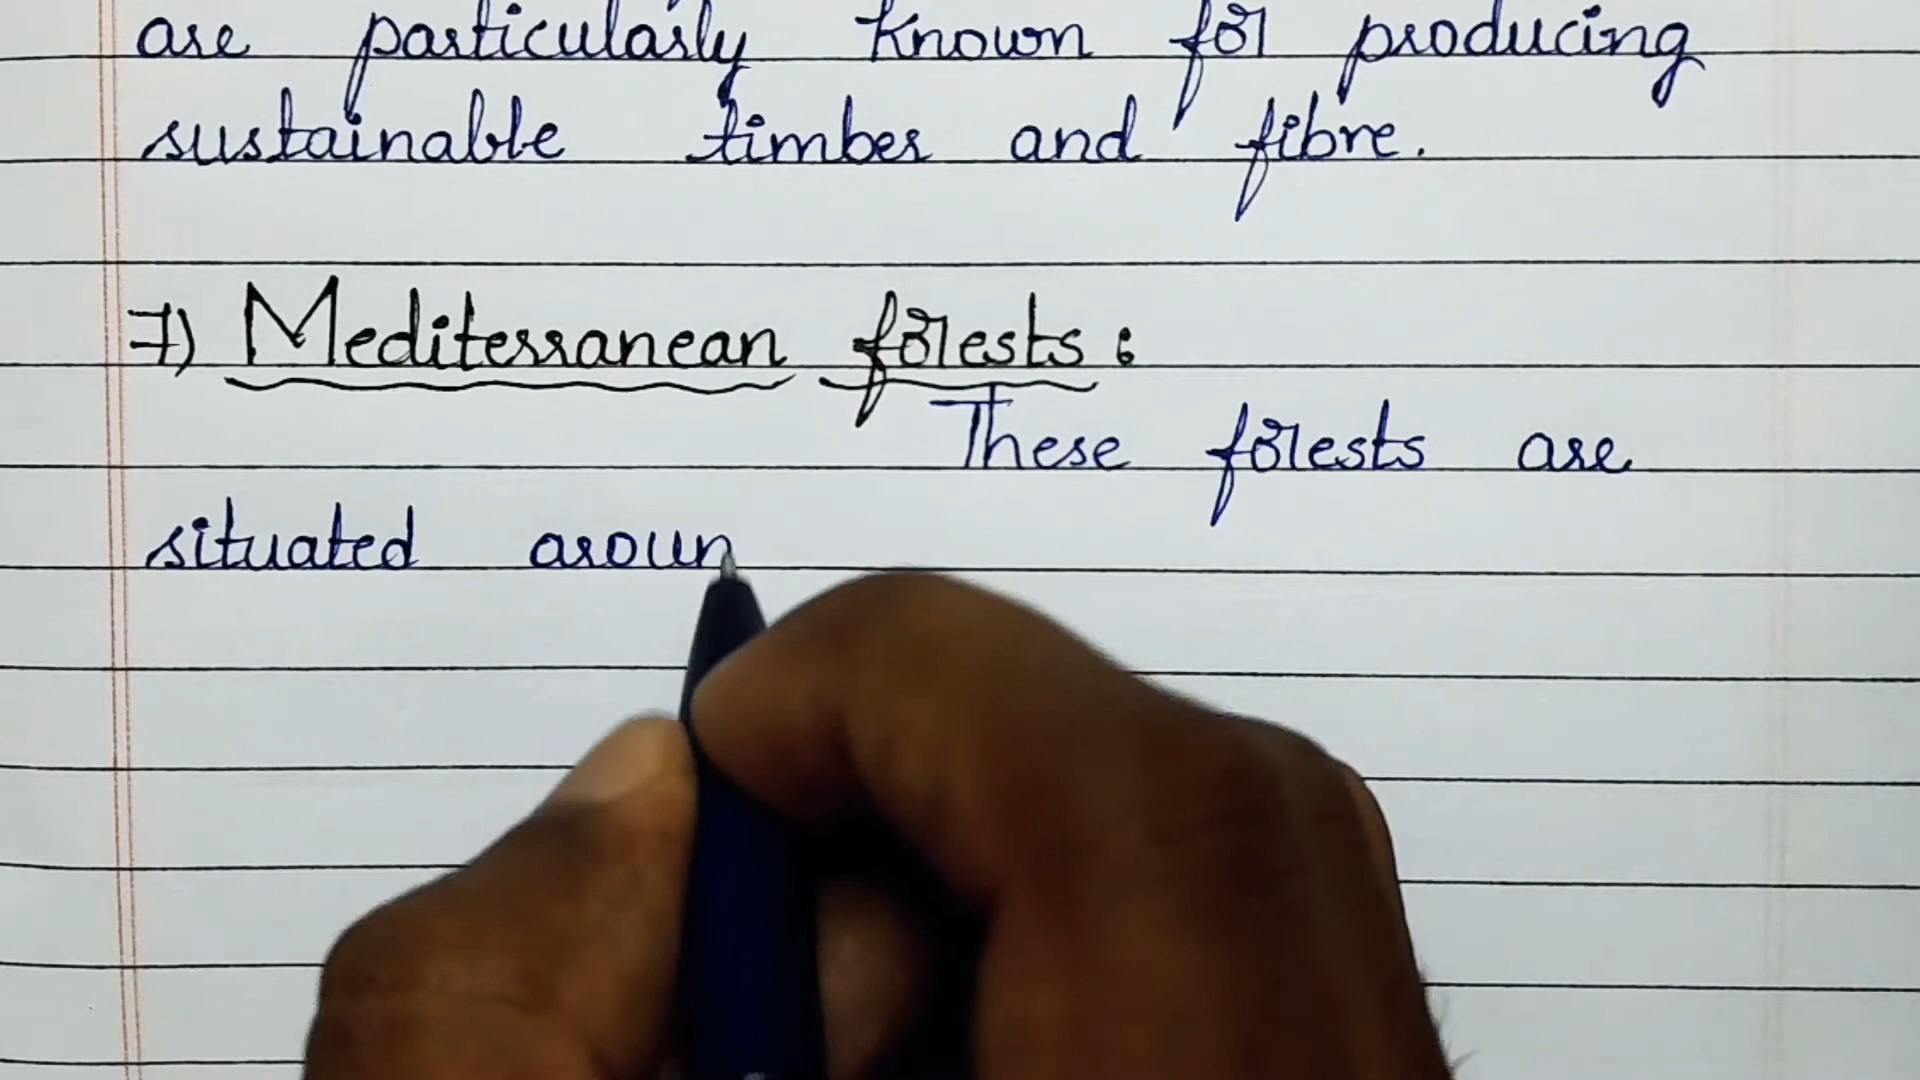 are particularly known for producing
sustainable timber and fibre.
7) Mediterranean forests :
These forests are
situated aroun